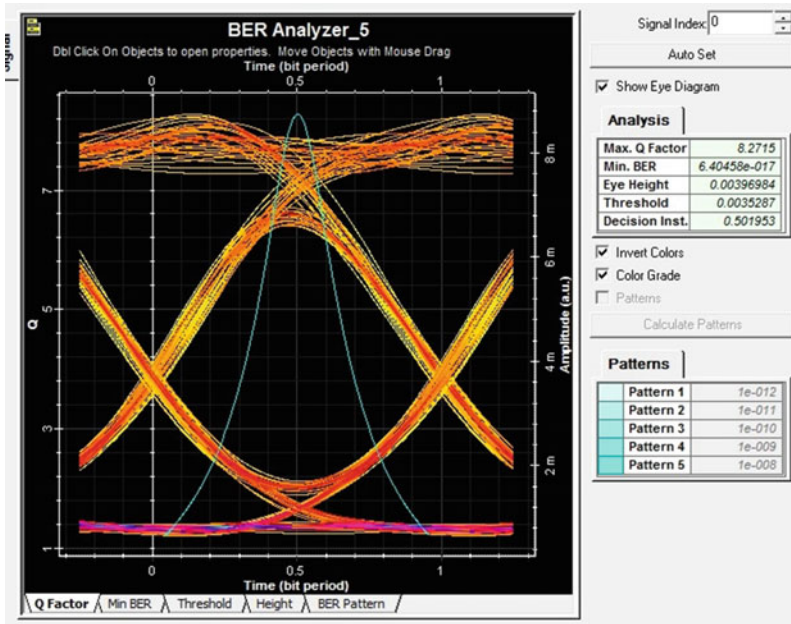 BER Analyzer_5
Dbl Click On Objects to open properties. Move Objects with Mouse Drag
Time (bit period)
0 0.5 1
Q
1 3 5 7
Amplitude (a.u.)
2 m 4 m 6 m 8 m
0 0.5 1
Time (bit period)
Q Factor Min BER Threshold Height BER Pattern
Signal Index: 0
Auto Set
Show Eye Diagram
Analysis
Max. Q Factor 8.2715
Min. BER 6.40458e-017
Eye Height 0.00396984
Threshold 0.0035287
Decision Inst. 0.501953
Invert Colors
Color Grade
Patterns
Calculate Patterns
Patterns
Pattern 1 1e-012
Pattern 2 1e-011
Pattern 3 1e-010
Pattern 4 1e-009
Pattern 5 1e-008